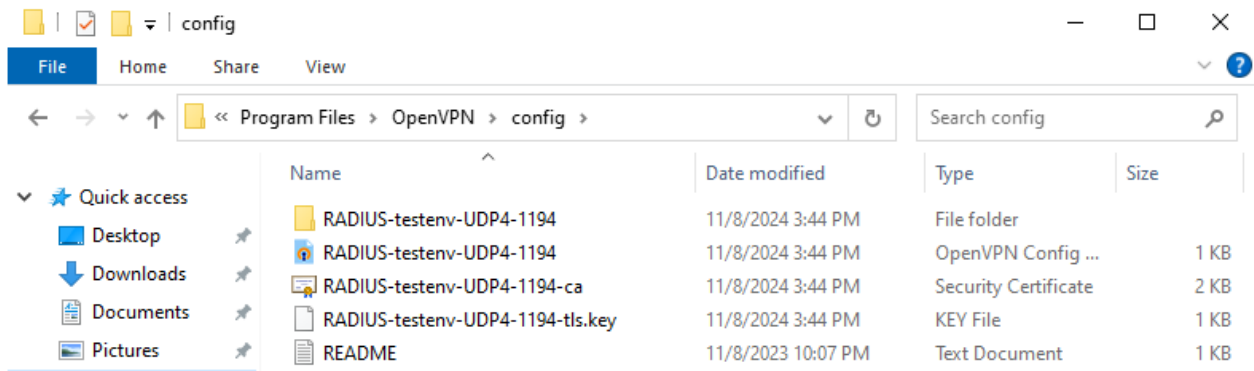 config
File Home Share View
« Program Files > OpenVPN > config > Search config
Name Date modified Type Size
Quick access
RADIUS-testenv-UDP4-1194 11/8/2024 3:44 PM File folder
Desktop
RADIUS-testenv-UDP4-1194 11/8/2024 3:44 PM OpenVPN Config ... 1 KB
Downloads
RADIUS-testenv-UDP4-1194-ca 11/8/2024 3:44 PM Security Certificate 2 KB
Documents
RADIUS-testenv-UDP4-1194-tls.key 11/8/2024 3:44 PM KEY File 1 KB
Pictures
README 11/8/2023 10:07 PM Text Document 1 KB